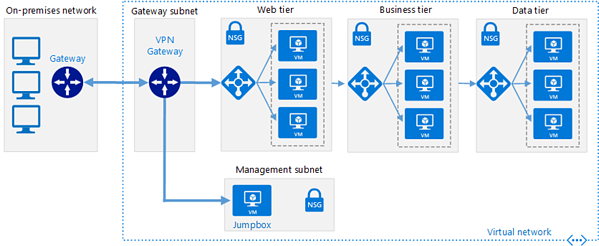 On-premises network
Gateway subnet
Web tier
Business tier
Data tier
NSG
NSG
NSG
VPN
Gateway
Gateway
VM
VM
VM
VM
VM
VM
VM
VM
VM
Management subnet
VM
NSG
Jumpbox
Virtual network